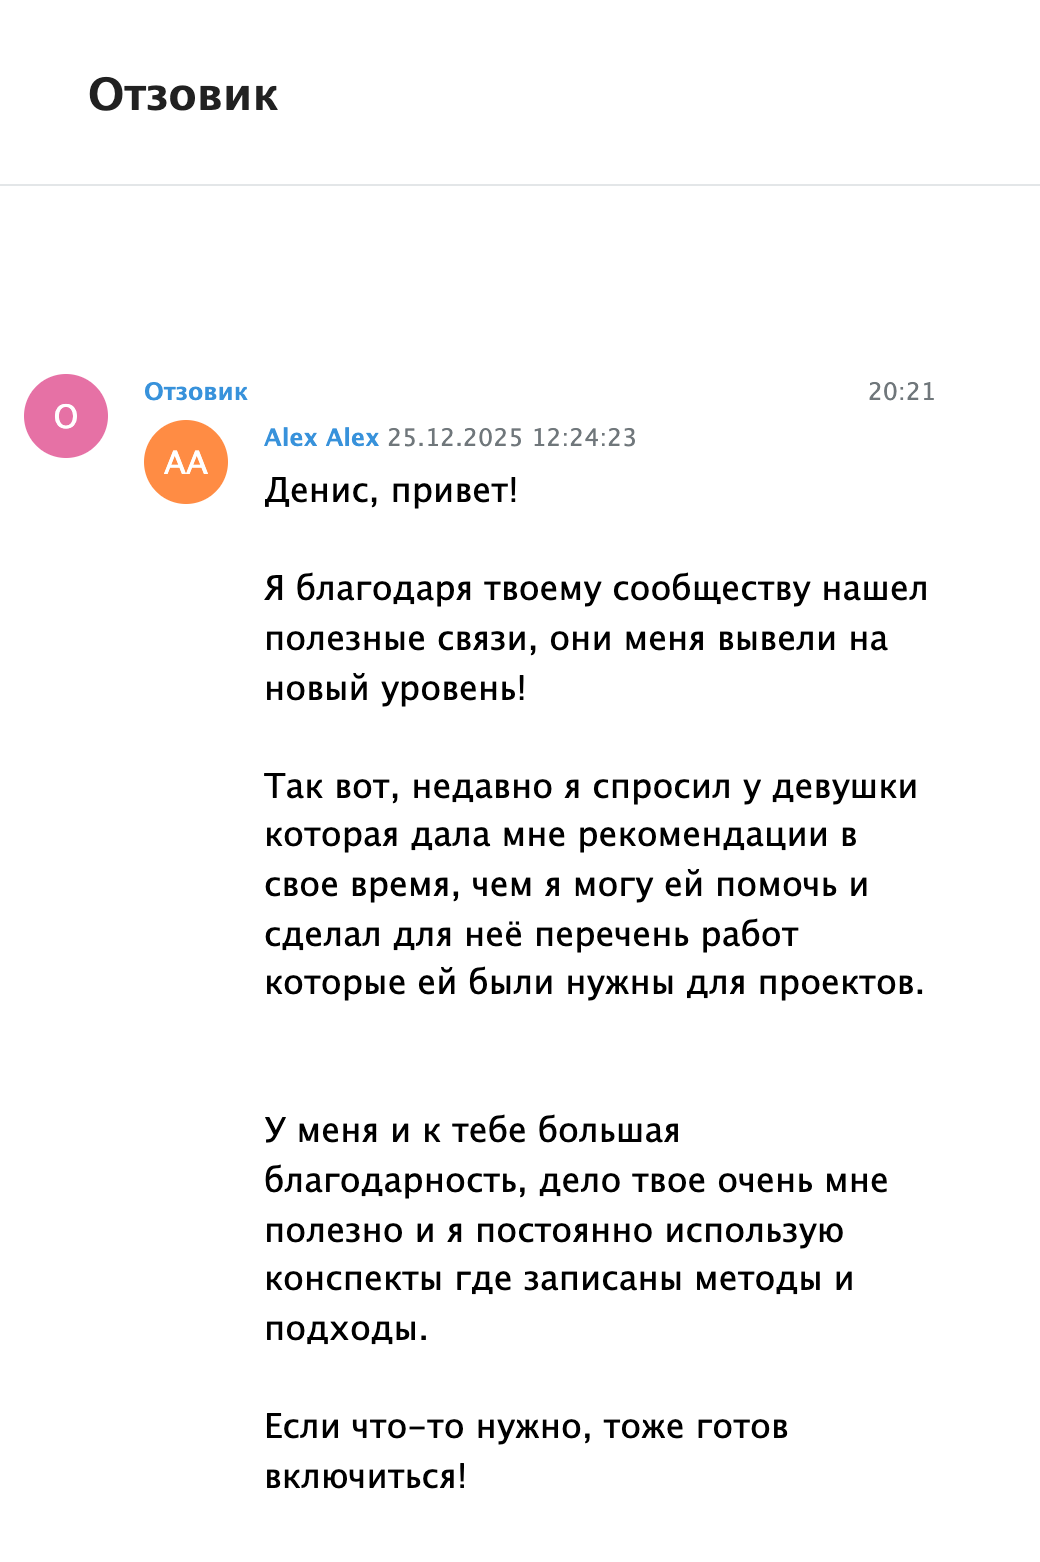 Отзовик
Отзовик 20:21
О
Alex Alex 25.12.2025 12:24:23
АА
Денис, привет!
Я благодаря твоему сообществу нашел
полезные связи, они меня вывели на
новый уровень!
Так вот, недавно я спросил у девушки
которая дала мне рекомендации в
свое время, чем я могу ей помочь и
сделал для неё перечень работ
которые ей были нужны для проектов.
У меня и к тебе большая
благодарность, дело твое очень мне
полезно и я постоянно использую
конспекты где записаны методы и
подходы.
Если что-то нужно, тоже готов
включиться!